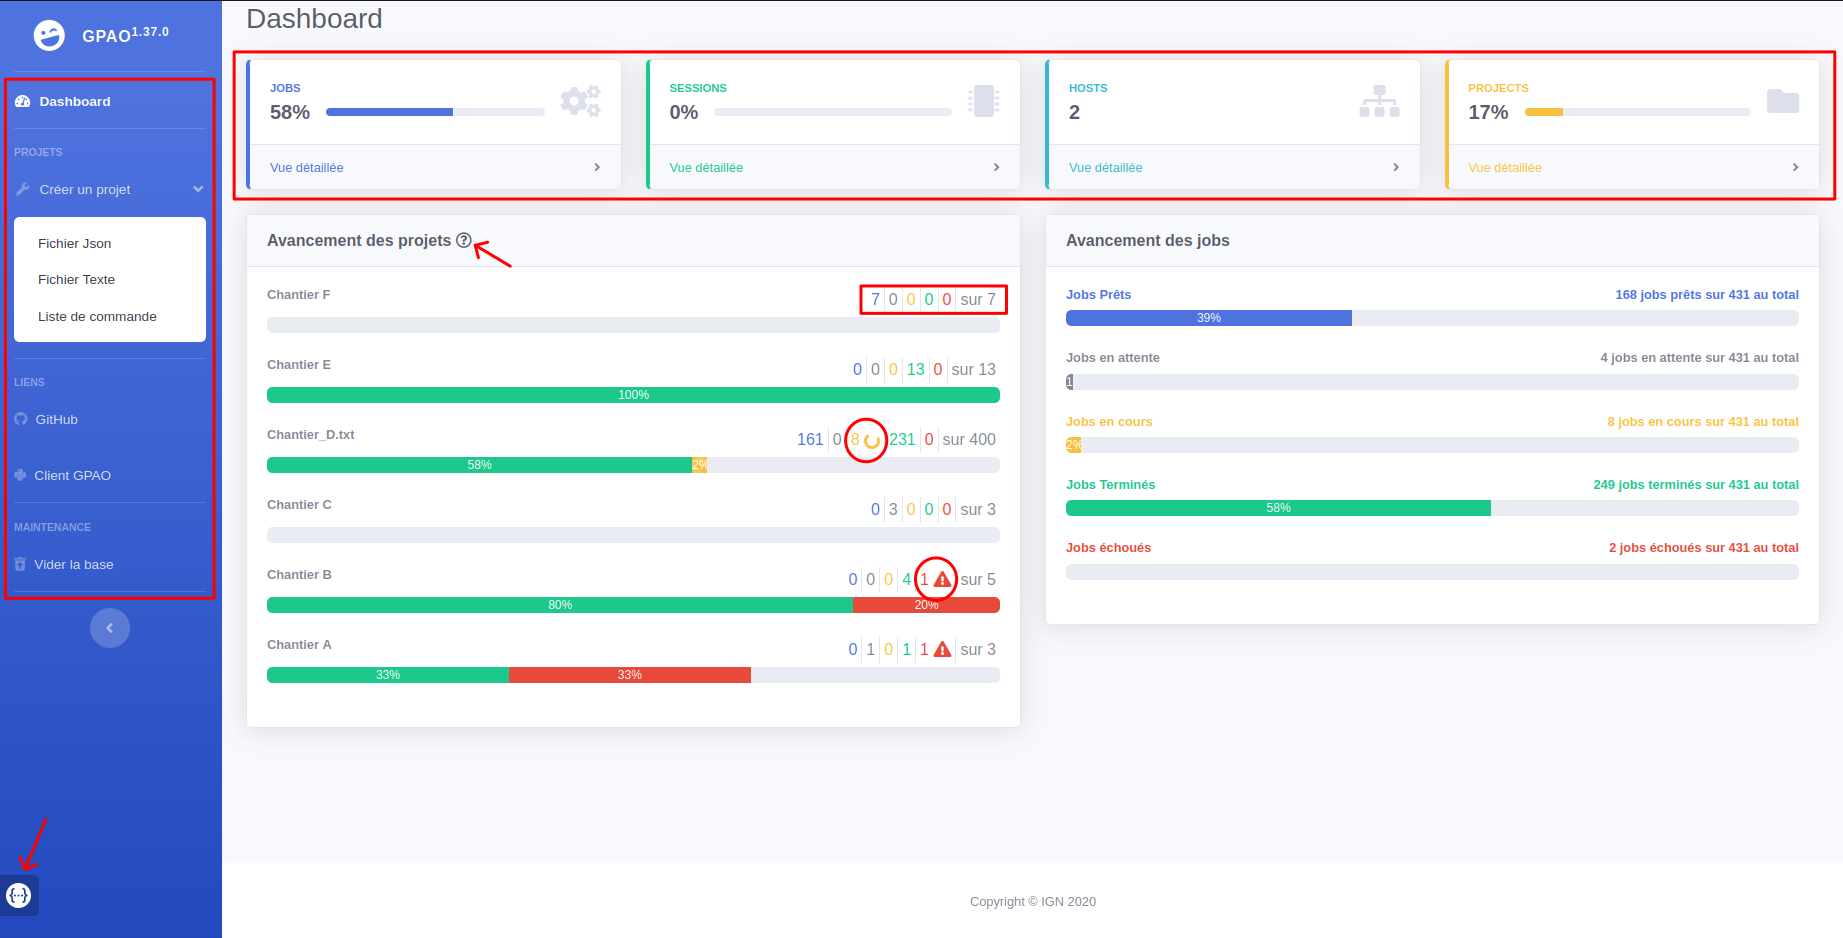 GPAO1.37.0
Dashboard
PROJETS
Créer un projet
Fichier Json
Fichier Texte
Liste de commande
LIENS
GitHub
Client GPAO
MAINTENANCE
Vider la base
Dashboard
JOBS
58%
Vue détaillée
SESSIONS
0%
Vue détaillée
HOSTS
2
Vue détaillée
PROJECTS
17%
Vue détaillée
Avancement des projets ?
Chantier F
7 0 0 0 0 sur 7
Chantier E
0 0 0 13 0 sur 13
100%
Chantier_D.txt
161 0 8 231 0 sur 400
58% 2%
Chantier C
0 3 0 0 0 sur 3
Chantier B
0 0 0 4 1 sur 5
80% 20%
Chantier A
0 1 0 1 1 sur 3
33% 33%
Avancement des jobs
Jobs Prêts
168 jobs prêts sur 431 au total
39%
Jobs en attente
4 jobs en attente sur 431 au total
1
Jobs en cours
8 jobs en cours sur 431 au total
2%
Jobs Terminés
249 jobs terminés sur 431 au total
58%
Jobs échoués
2 jobs échoués sur 431 au total
Copyright © IGN 2020